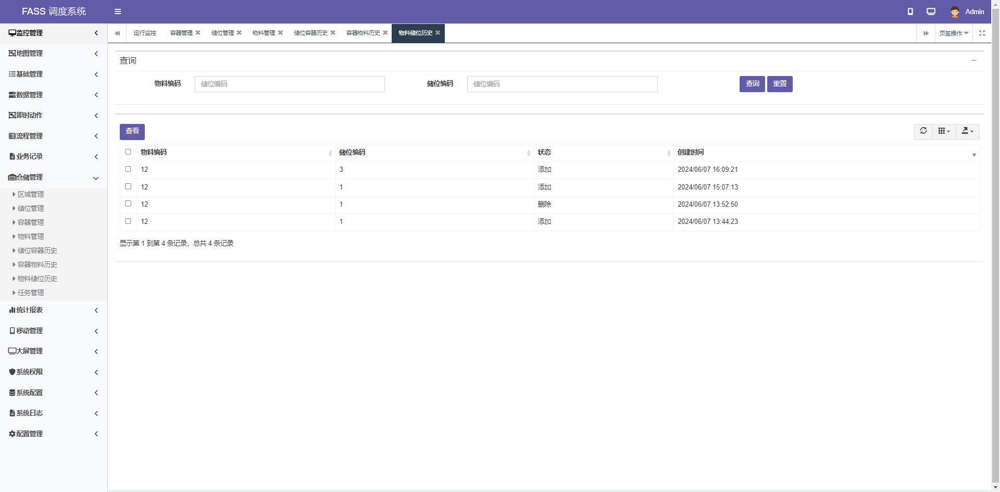 FASS 调度系统
Admin
监控管理
地图管理
基础管理
数据管理
即时动作
流程管理
业务记录
仓储管理
区域管理
储位管理
容器管理
物料管理
储位容器历史
容器物料历史
物料储位历史
任务管理
统计报表
移动管理
大屏管理
系统权限
系统配置
系统日志
配置管理
运行监控 容器管理 储位管理 物料管理 储位容器历史 容器物料历史 物料储位历史 页签操作
查询
物料编码 储位编码 储位编码 储位编码 查询 重置
查看
物料编码 储位编码 状态 创建时间
12 3 添加 2024/06/07 16:09:21
12 1 添加 2024/06/07 15:07:13
12 1 删除 2024/06/07 13:52:50
12 1 添加 2024/06/07 13:44:23
显示第 1 到第 4 条记录，总共 4 条记录